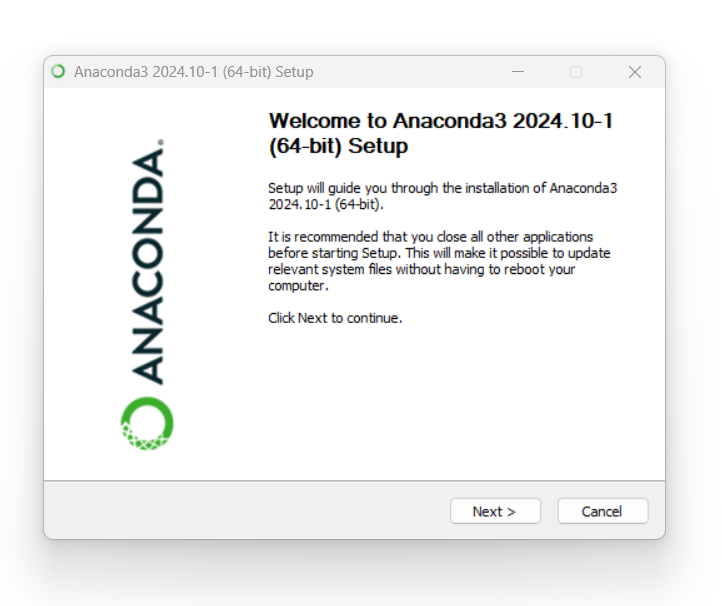 Anaconda3 2024.10-1 (64-bit) Setup
ANACONDA.
Welcome to Anaconda3 2024.10-1
(64-bit) Setup
Setup will guide you through the installation of Anaconda3
2024.10-1 (64-bit).
It is recommended that you close all other applications
before starting Setup. This will make it possible to update
relevant system files without having to reboot your
computer.
Click Next to continue.
Next >
Cancel